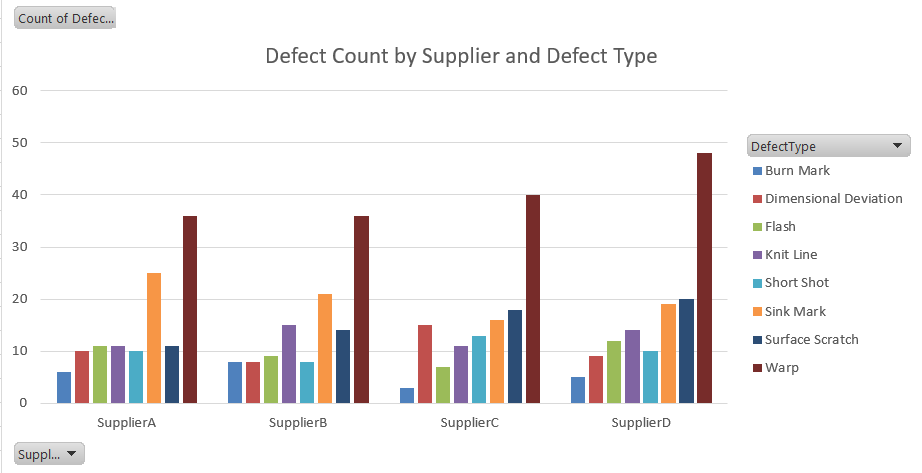 Count of Defec...
Defect Count by Supplier and Defect Type
60
50
40
30
20
10
0
SupplierA
SupplierB
SupplierC
SupplierD
DefectType
Burn Mark
Dimensional Deviation
Flash
Knit Line
Short Shot
Sink Mark
Surface Scratch
Warp
Suppl...